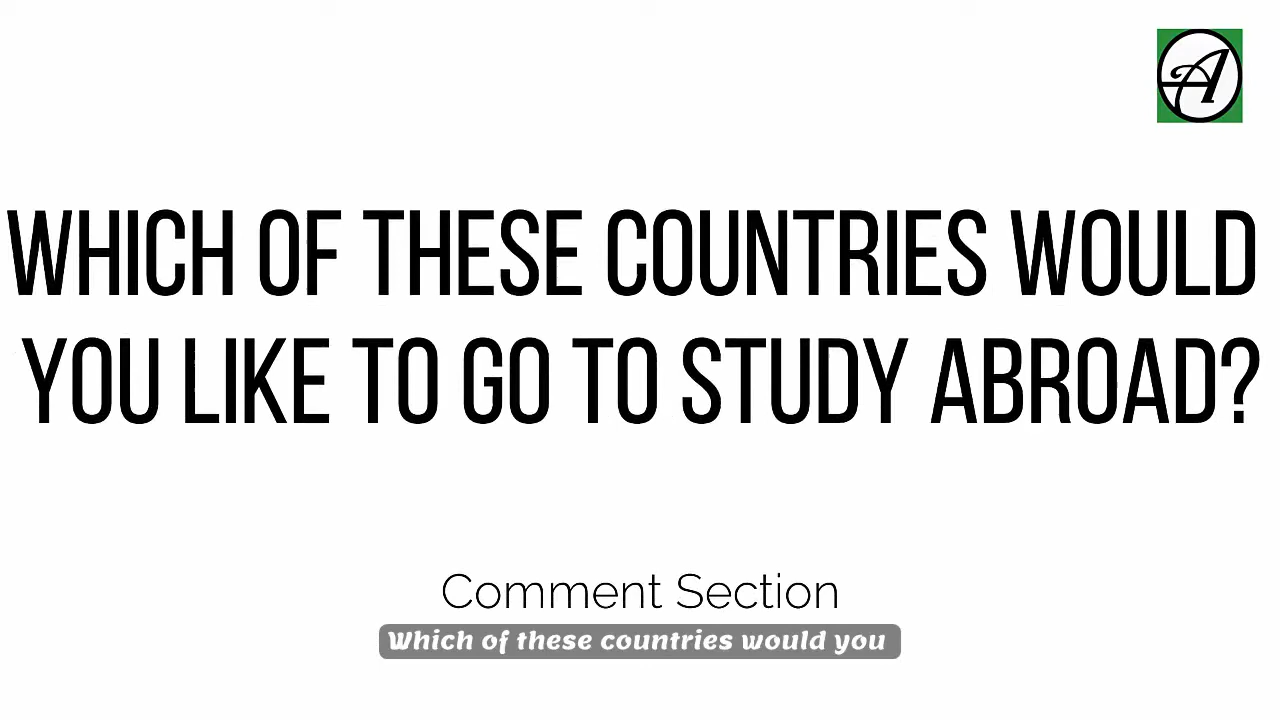 A
WHICH OF THESE COUNTRIES WOULD
YOU LIKE TO GO TO STUDY ABROAD?
Comment Section
Which of these countries would you